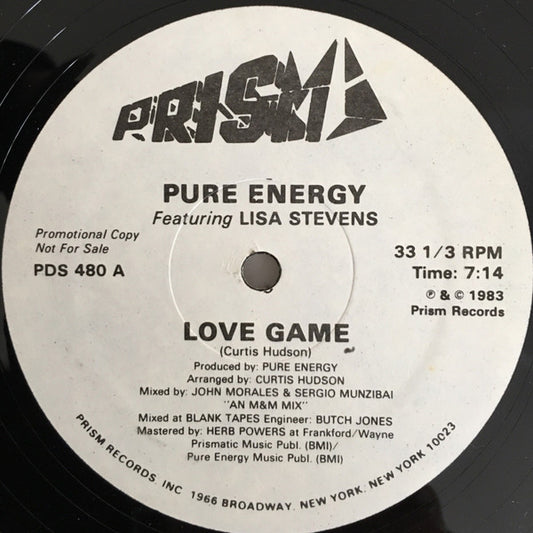 PRISM
PURE ENERGY
Featuring LISA STEVENS
Promotional Copy
Not For Sale
PDS 480 A
33 1/3 RPM
Time: 7:14
℗ & © 1983
Prism Records
LOVE GAME
(Curtis Hudson)
Produced by: PURE ENERGY
Arranged by: CURTIS HUDSON
Mixed by: JOHN MORALES & SERGIO MUNZIBAI
"AN M&M MIX"
Mixed at BLANK TAPES Engineer: BUTCH JONES
Mastered by: HERB POWERS at Frankford/Wayne
Prismatic Music Publ. (BMI)/
Pure Energy Music Publ. (BMI)
PRISM RECORDS, INC 1966 BROADWAY, NEW YORK, NEW YORK 10023